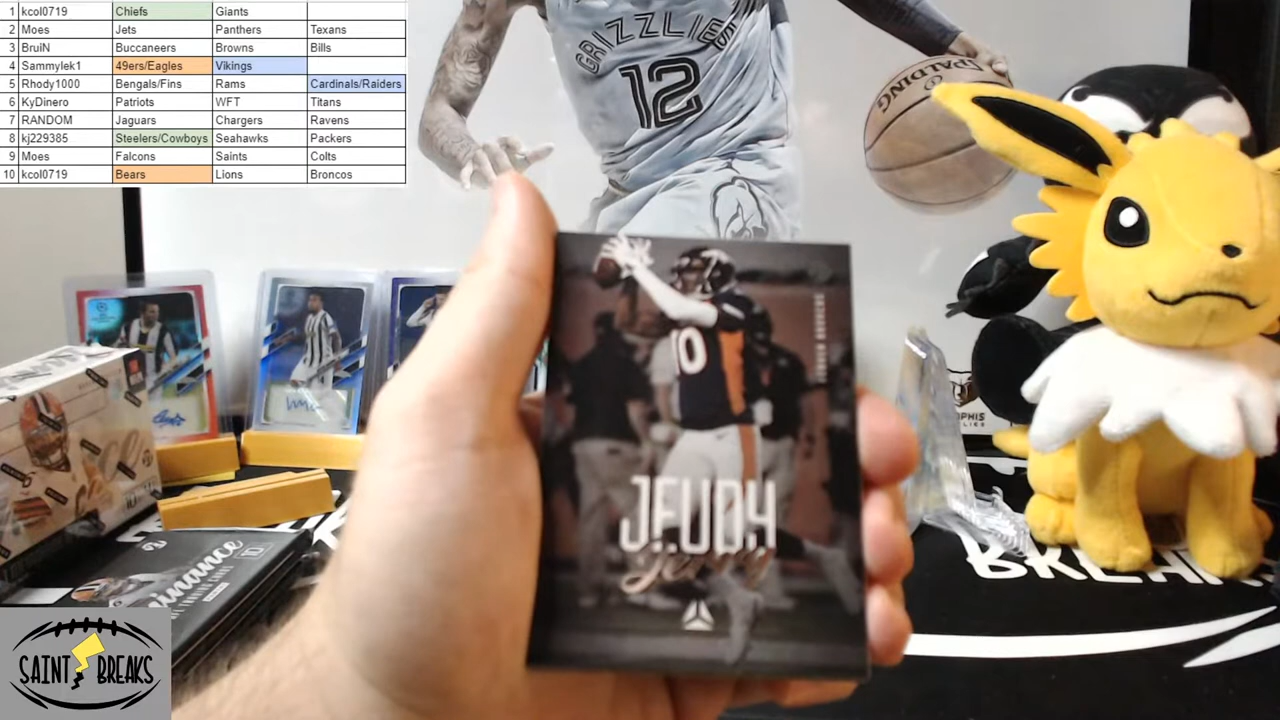 1 kcol0719 Chiefs Giants
2 Moes Jets Panthers Texans
3 BruiN Buccaneers Browns Bills
4 Sammylek1 49ers/Eagles Vikings
5 Rhody1000 Bengals/Fins Rams Cardinals/Raiders
6 KyDinero Patriots WFT Titans
7 RANDOM Jaguars Chargers Ravens
8 kj229385 Steelers/Cowboys Seahawks Packers
9 Moes Falcons Saints Colts
10 kcol0719 Bears Lions Broncos
GRIZZLIES
12
SPALDING
10
JEUDY
Jerry
SAINT BREAKS